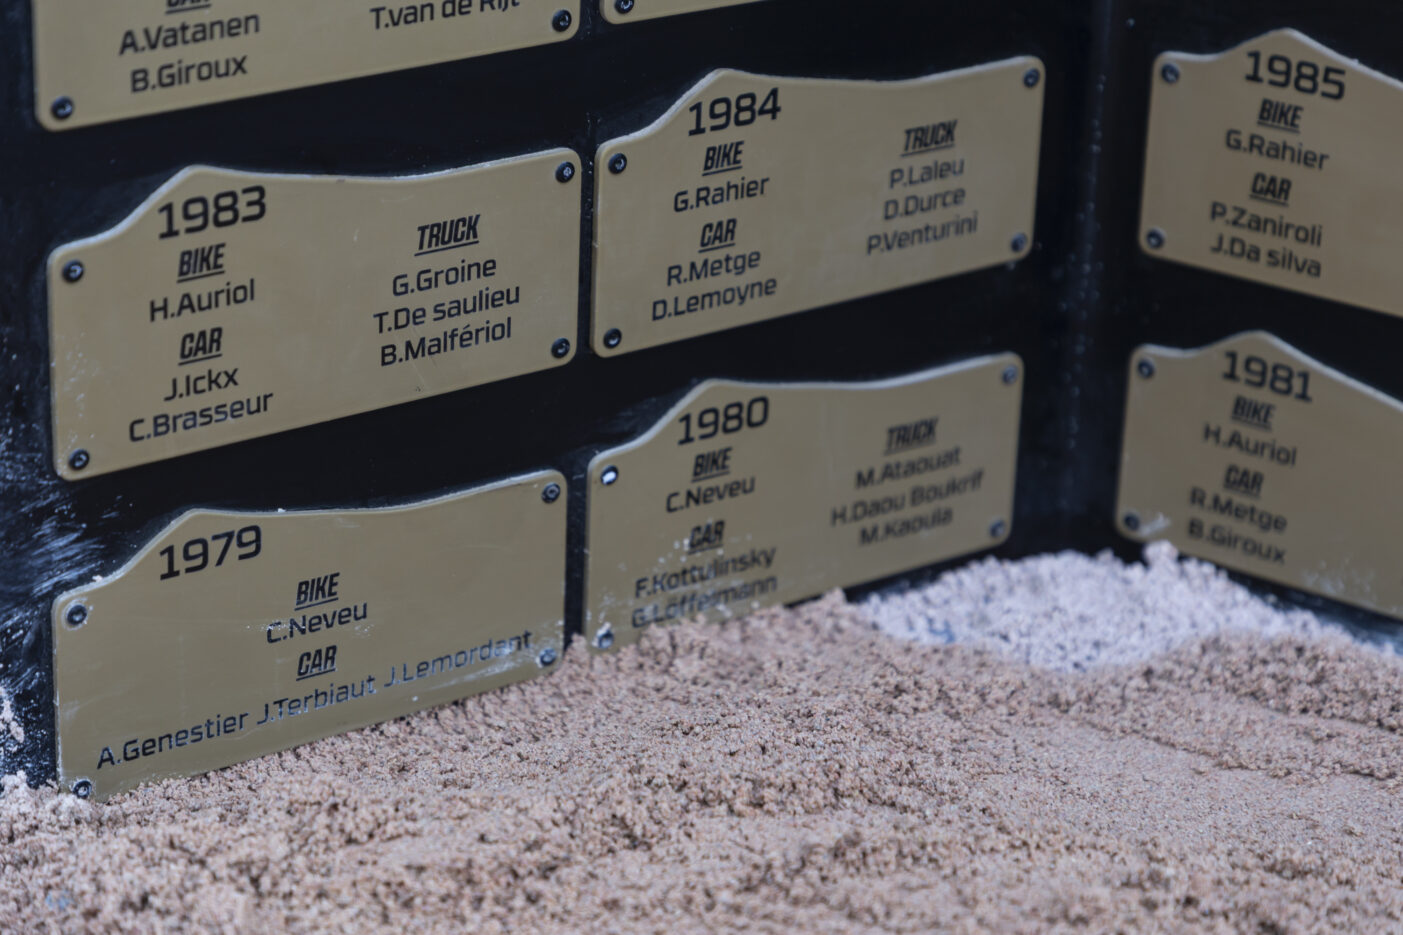 CAR
A.Vatanen
B.Giroux
T.van de Rijt
1983
BIKE
H.Auriol
CAR
J.Ickx
C.Brasseur
TRUCK
G.Groine
T.De saulieu
B.Malfériol
1984
BIKE
G.Rahier
CAR
R.Metge
D.Lemoyne
TRUCK
P.Laleu
D.Durce
P.Venturini
1985
BIKE
G.Rahier
CAR
P.Zaniroli
J.Da silva
1979
BIKE
C.Neveu
CAR
A.Genestier J.Terbiaut J.Lemordant
1980
BIKE
C.Neveu
CAR
F.Kottulinsky
G.Löffelmann
TRUCK
M.Ataouat
H.Daou Boukrif
M.Kaoula
1981
BIKE
H.Auriol
CAR
R.Metge
B.Giroux